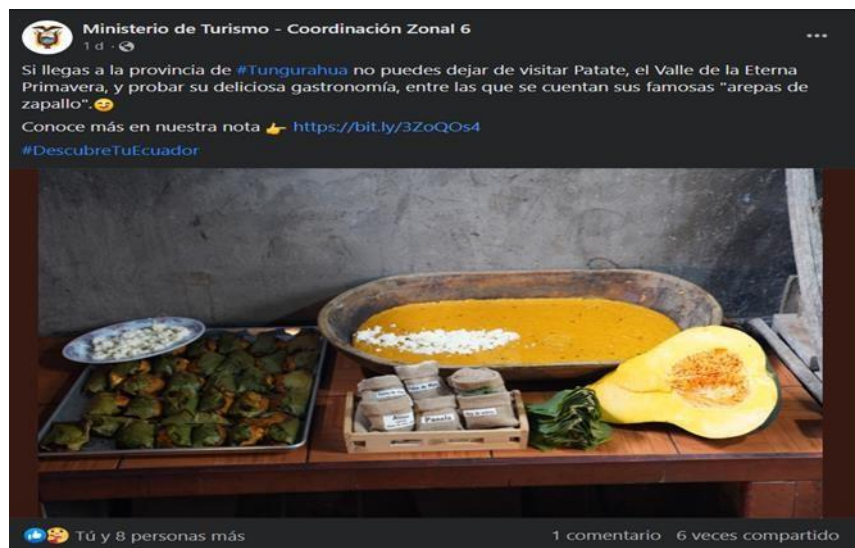 Ministerio de Turismo - Coordinación Zonal 6
1 d ·
Si llegas a la provincia de #Tungurahua no puedes dejar de visitar Patate, el Valle de la Eterna
Primavera, y probar su deliciosa gastronomía, entre las que se cuentan sus famosas "arepas de
zapallo".
Conoce más en nuestra nota https://bit.ly/3ZoQOs4
#DescubreTuEcuador
Panela
Tú y 8 personas más
1 comentario 6 veces compartido